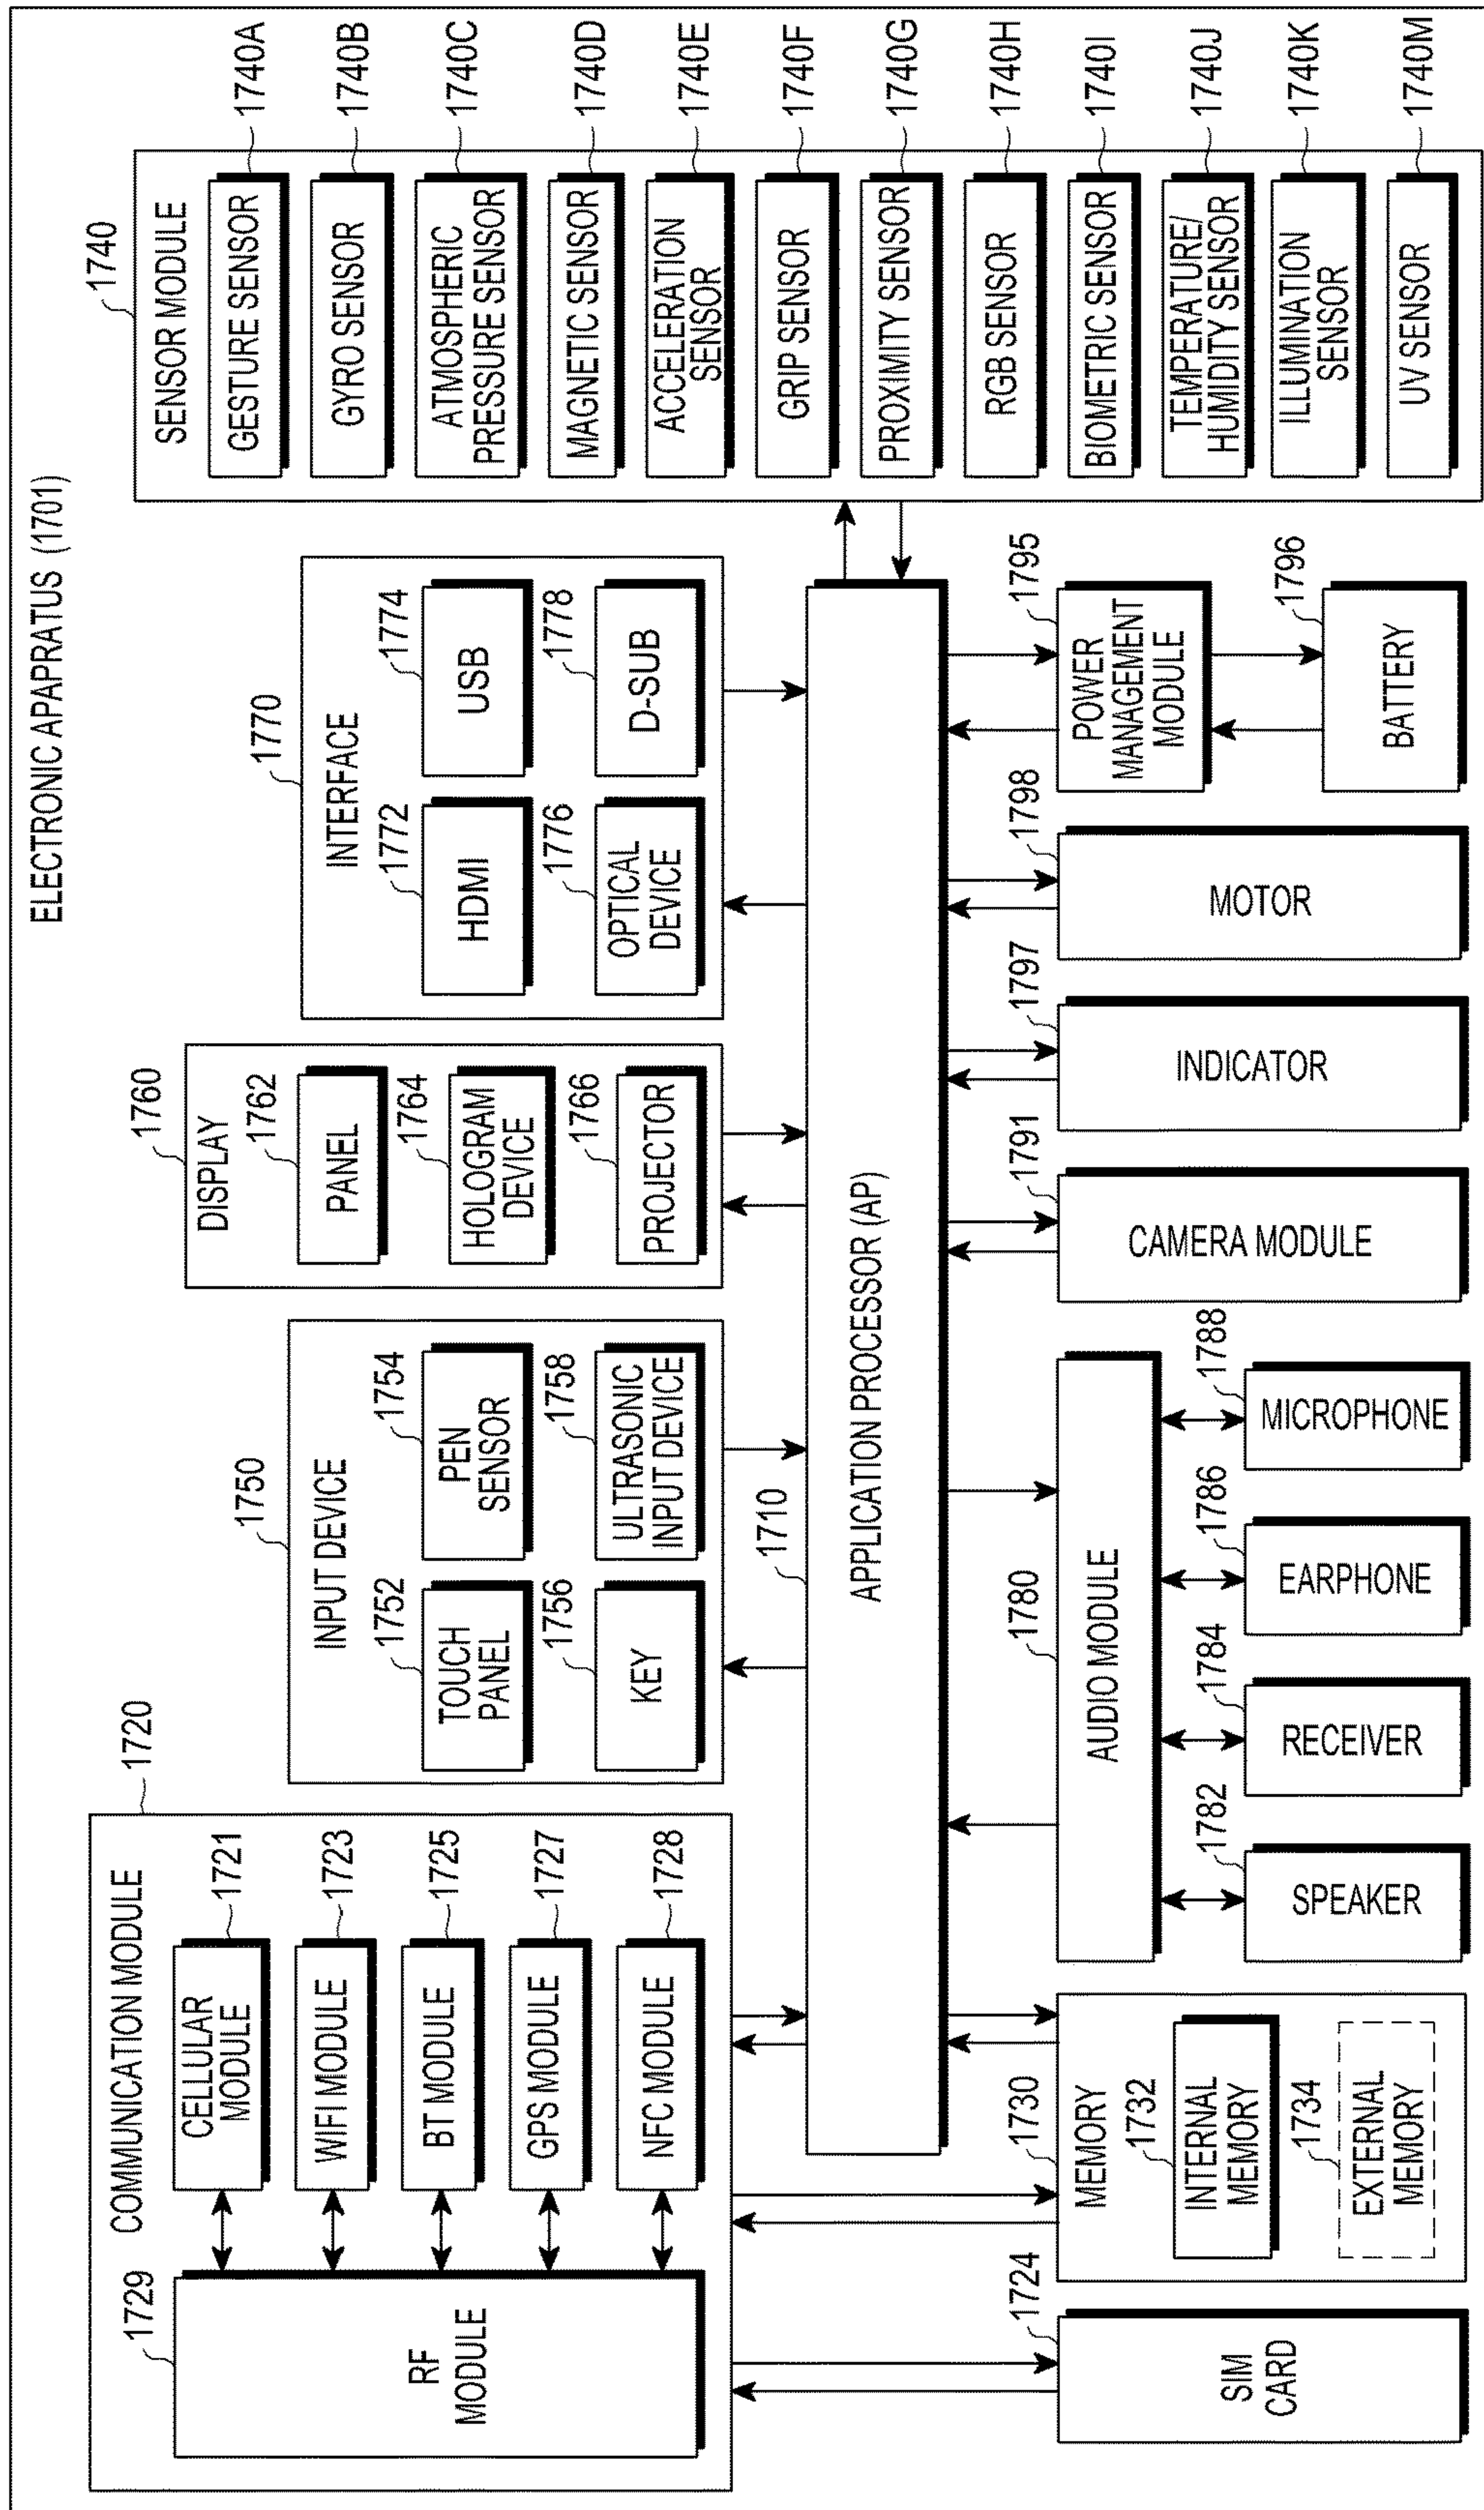 ELECTRONIC APAPRATUS (1701)
COMMUNICATION MODULE
1720
1729
RF
MODULE
CELLULAR
MODULE
1721
WIFI MODULE
1723
BT MODULE
1725
GPS MODULE
1727
NFC MODULE
1728
1750
INPUT DEVICE
1752
TOUCH
PANEL
1754
PEN
SENSOR
1756
KEY
1758
ULTRASONIC
INPUT DEVICE
1760
DISPLAY
1762
PANEL
1764
HOLOGRAM
DEVICE
1766
PROJECTOR
1770
INTERFACE
1772
HDMI
1774
USB
1776
OPTICAL
DEVICE
1778
D-SUB
1740
SENSOR MODULE
GESTURE SENSOR
1740A
GYRO SENSOR
1740B
ATMOSPHERIC
PRESSURE SENSOR
1740C
MAGNETIC SENSOR
1740D
ACCELERATION
SENSOR
1740E
GRIP SENSOR
1740F
PROXIMITY SENSOR
1740G
RGB SENSOR
1740H
BIOMETRIC SENSOR
1740I
TEMPERATURE/
HUMIDITY SENSOR
1740J
ILLUMINATION
SENSOR
1740K
UV SENSOR
1740M
1710
APPLICATION PROCESSOR (AP)
1724
SIM
CARD
1730
MEMORY
1732
INTERNAL
MEMORY
1734
EXTERNAL
MEMORY
1780
AUDIO MODULE
1782
SPEAKER
1784
RECEIVER
1786
EARPHONE
1788
MICROPHONE
1791
CAMERA MODULE
1797
INDICATOR
1798
MOTOR
1795
POWER
MANAGEMENT
MODULE
1796
BATTERY